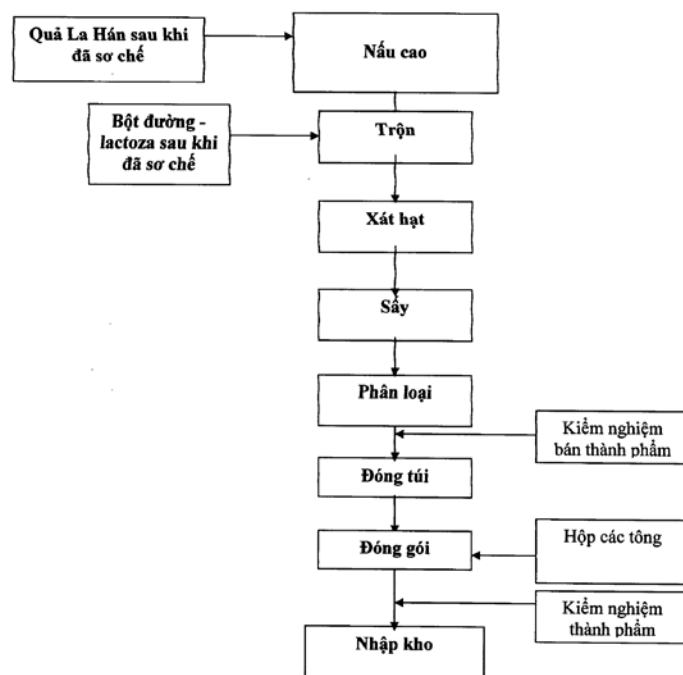 Quả La Hán sau khi
đã sơ chế
Nấu cao
Bột đường -
lactoza sau khi
đã sơ chế
Trộn
Xát hạt
Sấy
Phân loại
Kiểm nghiệm
bán thành phẩm
Đóng túi
Đóng gói
Hộp các tông
Kiểm nghiệm
thành phẩm
Nhập kho